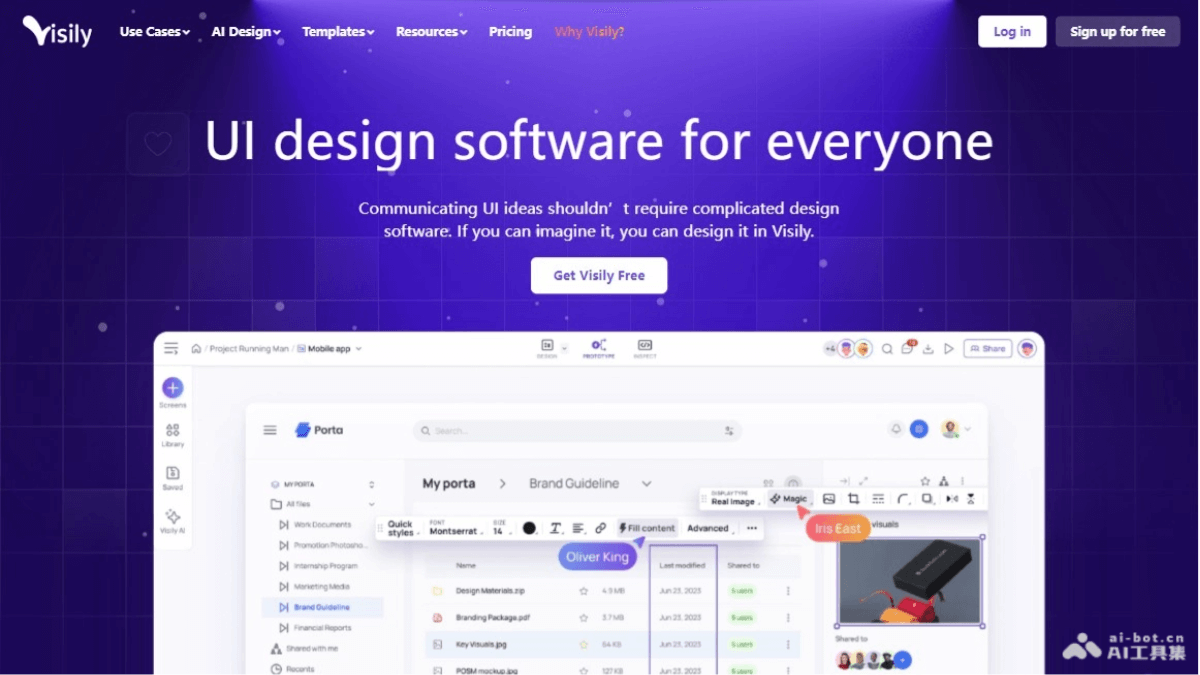 Visily
Use Cases
AI Design
Templates
Resources
Pricing
Why Visily?
Log in
Sign up for free
UI design software for everyone
Communicating UI ideas shouldn’t require complicated design
software. If you can imagine it, you can design it in Visily.
Get Visily Free
/ Project Running Man / Mobile app
DESIGN
PROTOTYPE
INSPECT
+4
Share
Screens
Library
Saved
Visily AI
Porta
Search...
MY PORTA
All files
Work Documents
Promotion Photosho...
Internship Program
Marketing Media
Brand Guideline
Financial Reports
Shared with me
Recents
My porta > Brand Guideline
DISPLAY TYPE
Real Image
Magic
Quick
styles
FONT
Montserrat
SIZE
14
Fill content
Advanced
Iris East
visuals
Oliver King
Name
Last modified
Shared to
Design Materials.zip
4.9 MB
Jun 23, 2023
5 users
Branding Package.pdf
3.7 MB
Jun 23, 2023
5 users
Key Visuals.jpg
54 KB
Jun 23, 2023
5 users
POSM mockup.jpg
127 KB
Jun 23, 2023
5 users
Shared to
ai-bot.cn
AI工具集